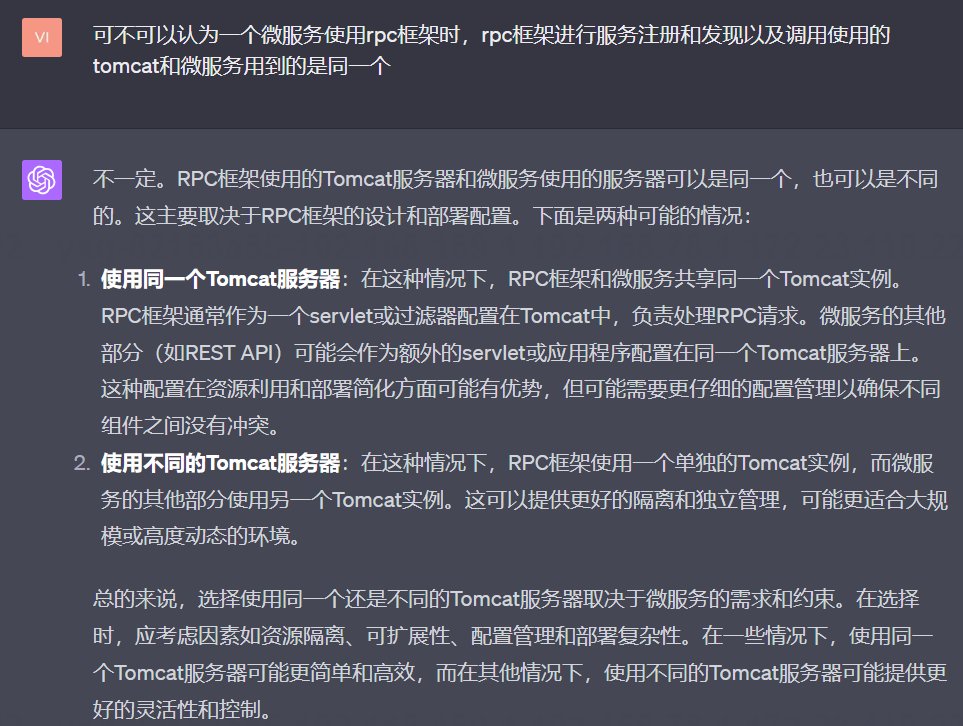 VI
可不可以认为一个微服务使用rpc框架时，rpc框架进行服务注册和发现以及调用使用的
tomcat和微服务用到的是同一个
不一定。RPC框架使用的Tomcat服务器和微服务使用的服务器可以是同一个，也可以是不同
的。这主要取决于RPC框架的设计和部署配置。下面是两种可能的情况：
1. 使用同一个Tomcat服务器：在这种情况下，RPC框架和微服务共享同一个Tomcat实例。
RPC框架通常作为一个servlet或过滤器配置在Tomcat中，负责处理RPC请求。微服务的其他
部分（如REST API）可能会作为额外的servlet或应用程序配置在同一个Tomcat服务器上。
这种配置在资源利用和部署简化方面可能有优势，但可能需要更仔细的配置管理以确保不同
组件之间没有冲突。
2. 使用不同的Tomcat服务器：在这种情况下，RPC框架使用一个单独的Tomcat实例，而微服
务的其他部分使用另一个Tomcat实例。这可以提供更好的隔离和独立管理，可能更适合大规
模或高度动态的环境。
总的来说，选择使用同一个还是不同的Tomcat服务器取决于微服务的需求和约束。在选择
时，应考虑因素如资源隔离、可扩展性、配置管理和部署复杂性。在一些情况下，使用同一
个Tomcat服务器可能更简单和高效，而在其他情况下，使用不同的Tomcat服务器可能提供更
好的灵活性和控制。